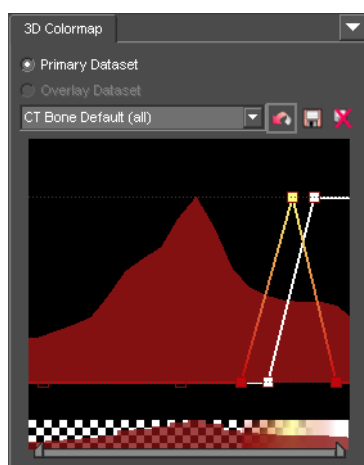 3D Colormap
Primary Dataset
Overlay Dataset
CT Bone Default (all)